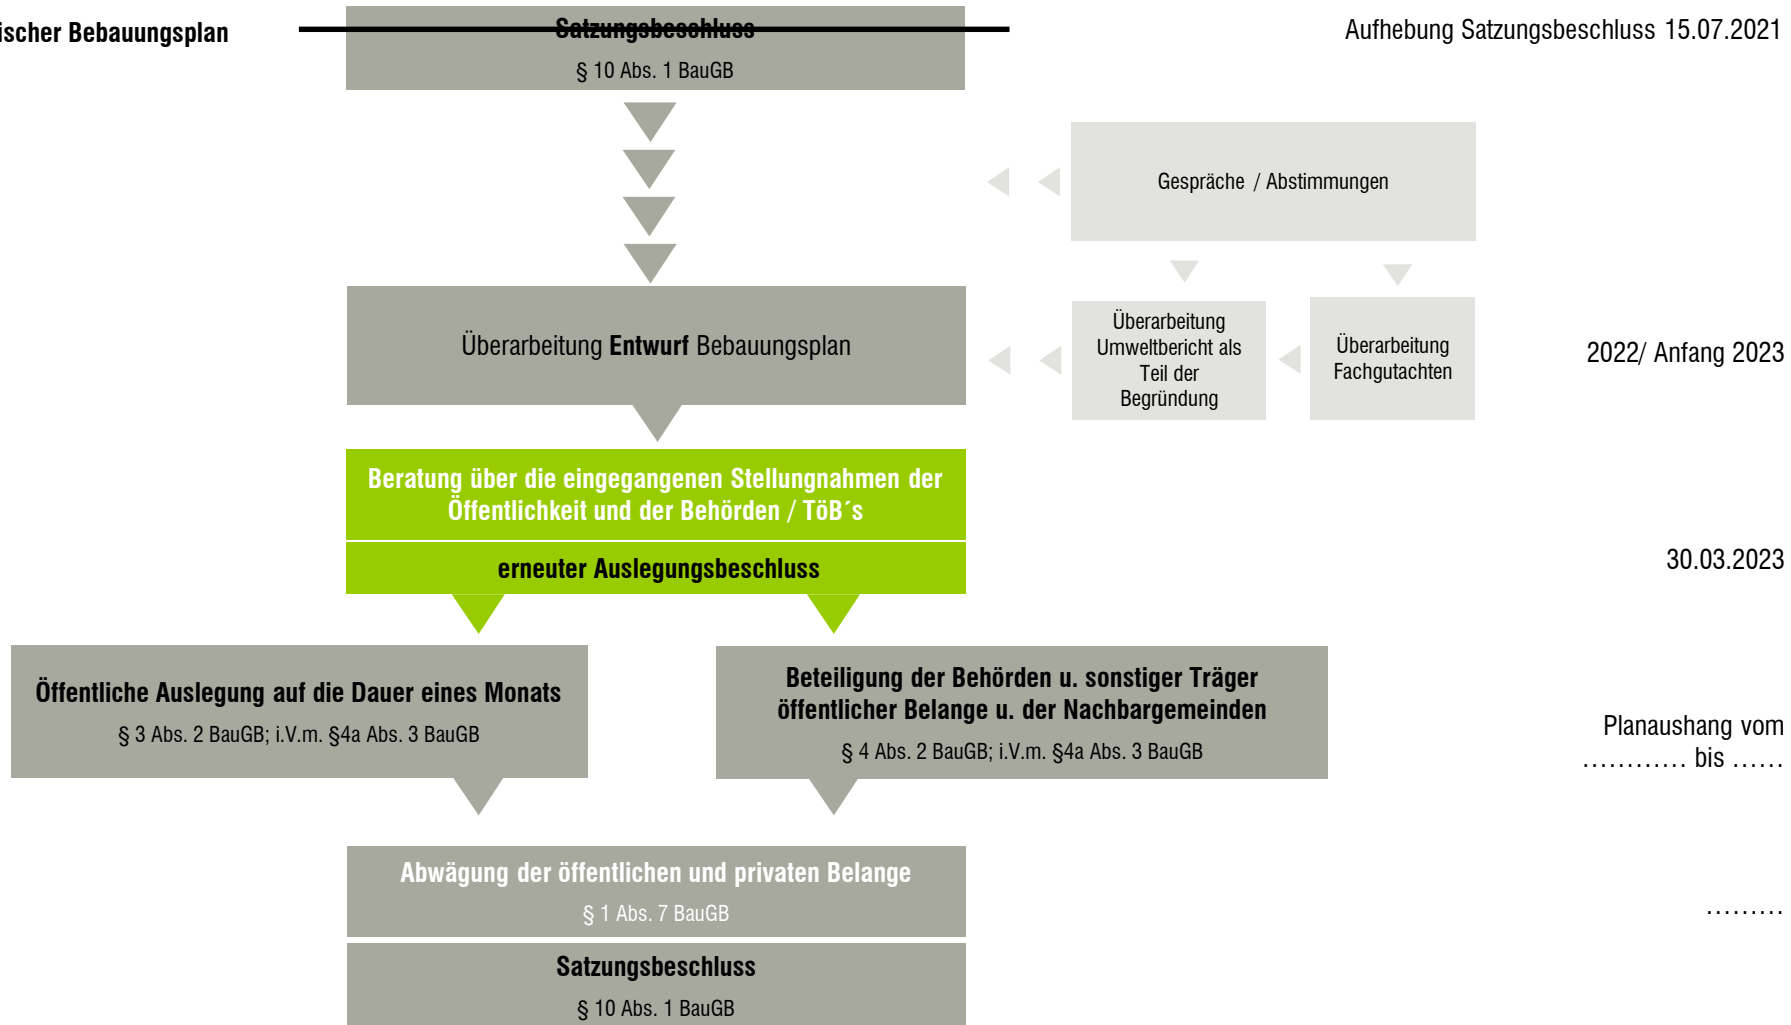 ischer Bebauungsplan
Satzungsbeschluss
§ 10 Abs. 1 BauGB
Aufhebung Satzungsbeschluss 15.07.2021
Gespräche / Abstimmungen
Überarbeitung Entwurf Bebauungsplan
Überarbeitung
Umweltbericht als
Teil der
Begründung
Überarbeitung
Fachgutachten
2022/ Anfang 2023
Beratung über die eingegangenen Stellungnahmen der
Öffentlichkeit und der Behörden / TöB´s
erneuter Auslegungsbeschluss
30.03.2023
Öffentliche Auslegung auf die Dauer eines Monats
§ 3 Abs. 2 BauGB; i.V.m. §4a Abs. 3 BauGB
Beteiligung der Behörden u. sonstiger Träger
öffentlicher Belange u. der Nachbargemeinden
§ 4 Abs. 2 BauGB; i.V.m. §4a Abs. 3 BauGB
Planaushang vom
………… bis ……
Abwägung der öffentlichen und privaten Belange
§ 1 Abs. 7 BauGB
………
Satzungsbeschluss
§ 10 Abs. 1 BauGB